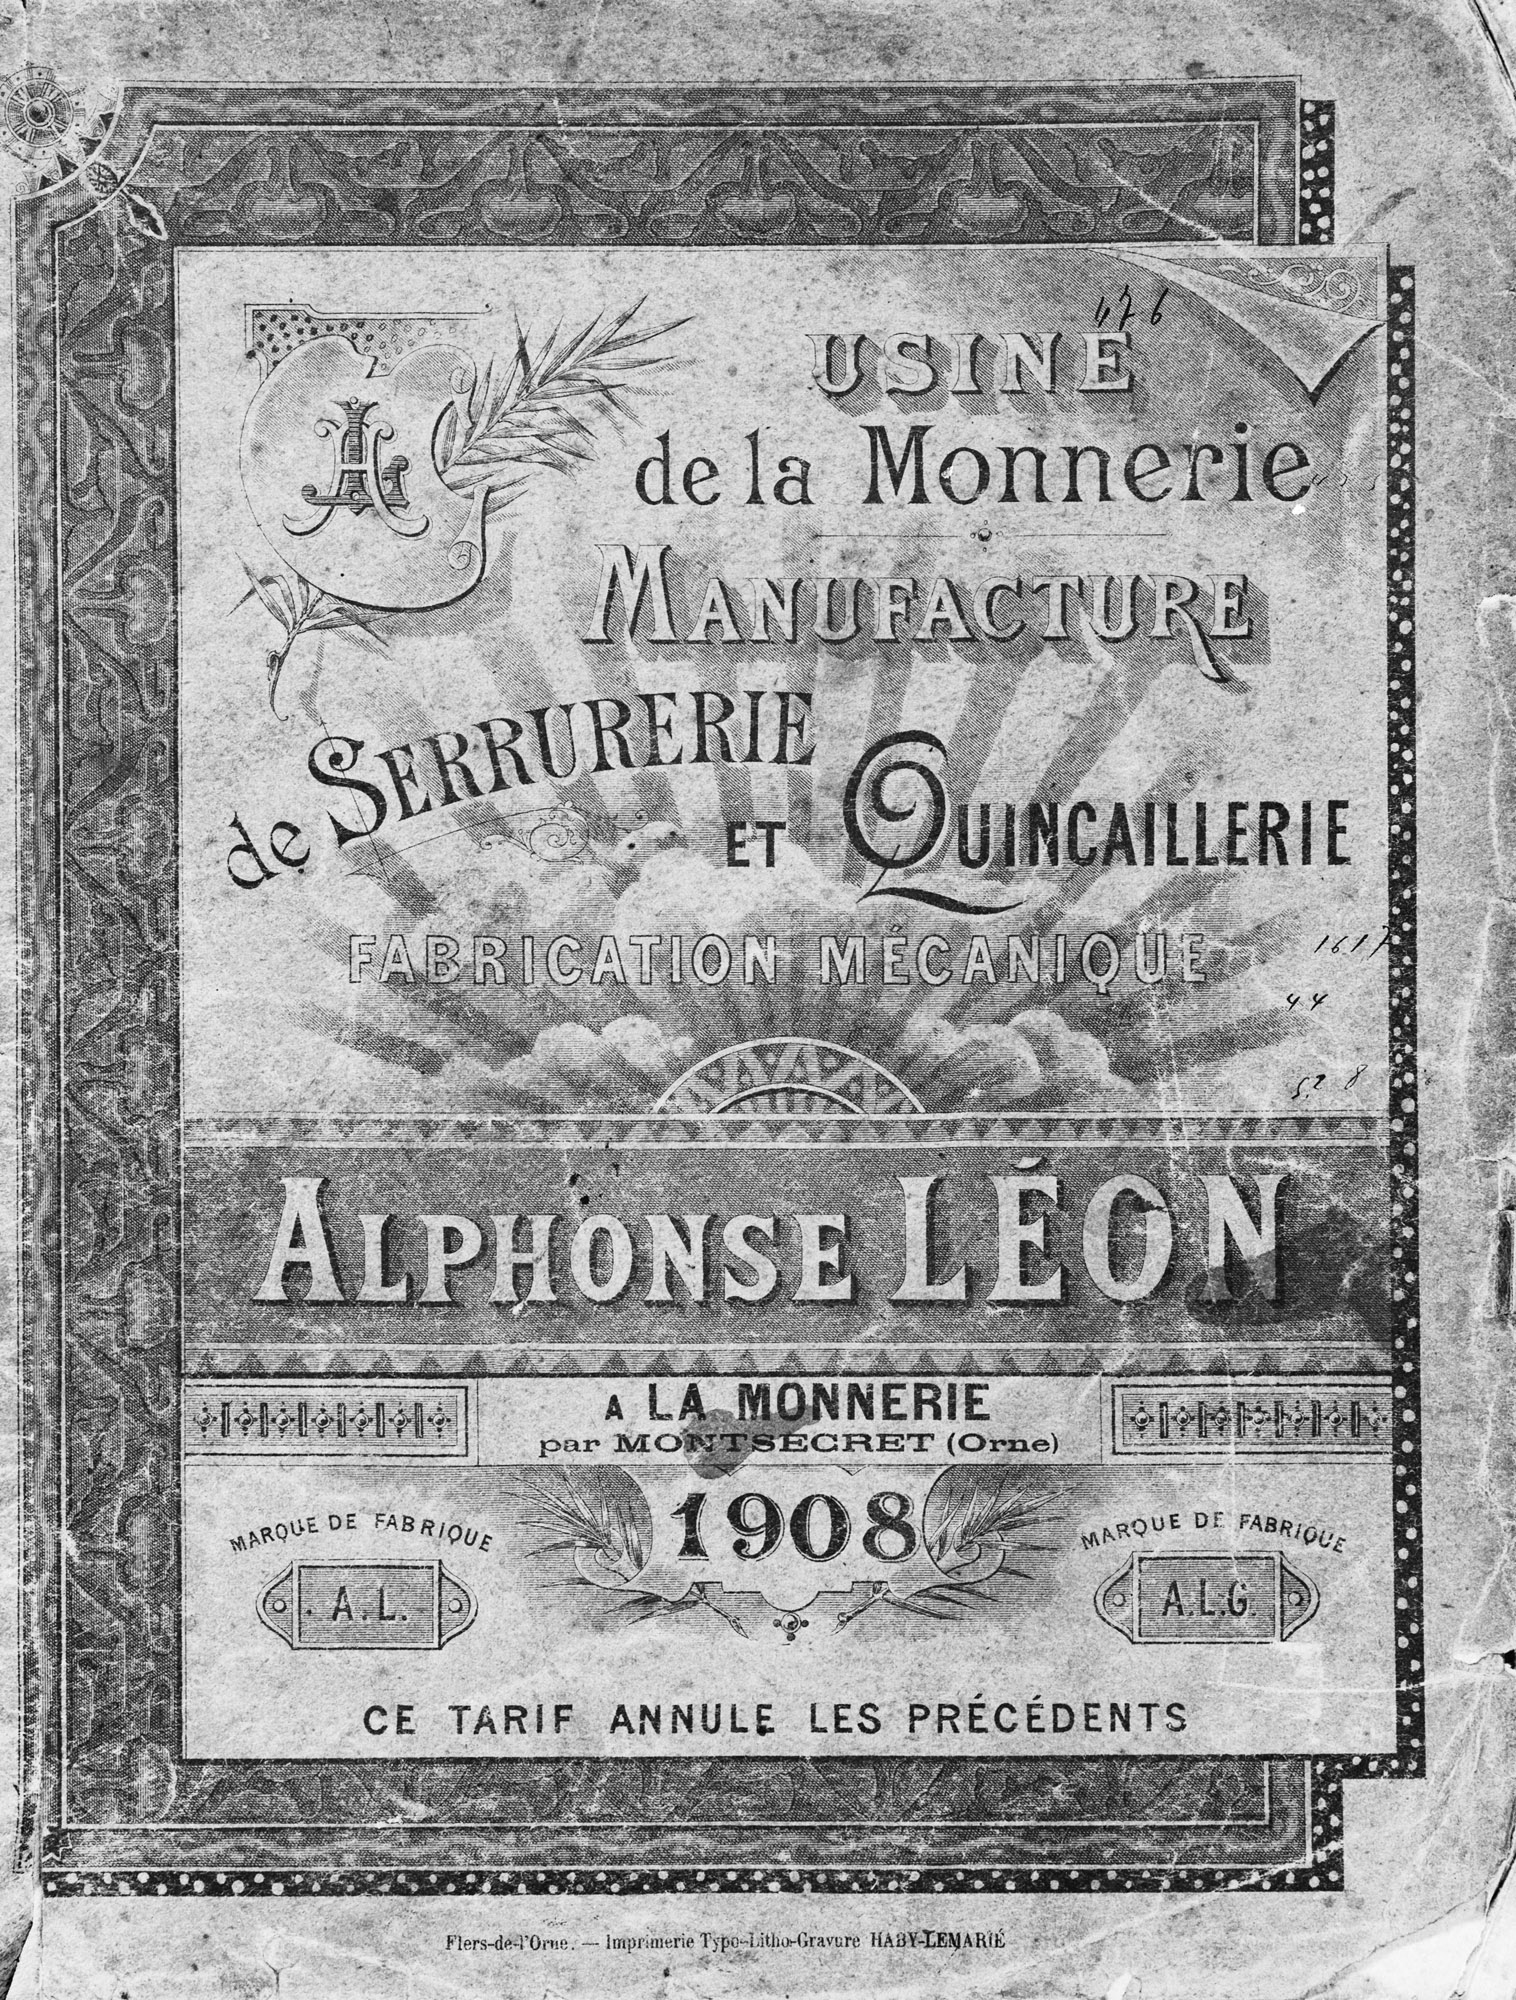 476
USINE
de la Monnerie
AL
MANUFACTURE
de SERRURERIE
ET QUINCAILLERIE
FABRICATION MÉCANIQUE
1617
44
528
ALPHONSE LÉON
A LA MONNERIE
par MONTSECRET (Orne)
1908
MARQUE DE FABRIQUE
A.L.
MARQUE DE FABRIQUE
A.L.G.
CE TARIF ANNULE LES PRÉCÉDENTS
Flers-de-l'Orne. — Imprimerie Typo-Litho-Gravure HABY-LEMARIÉ